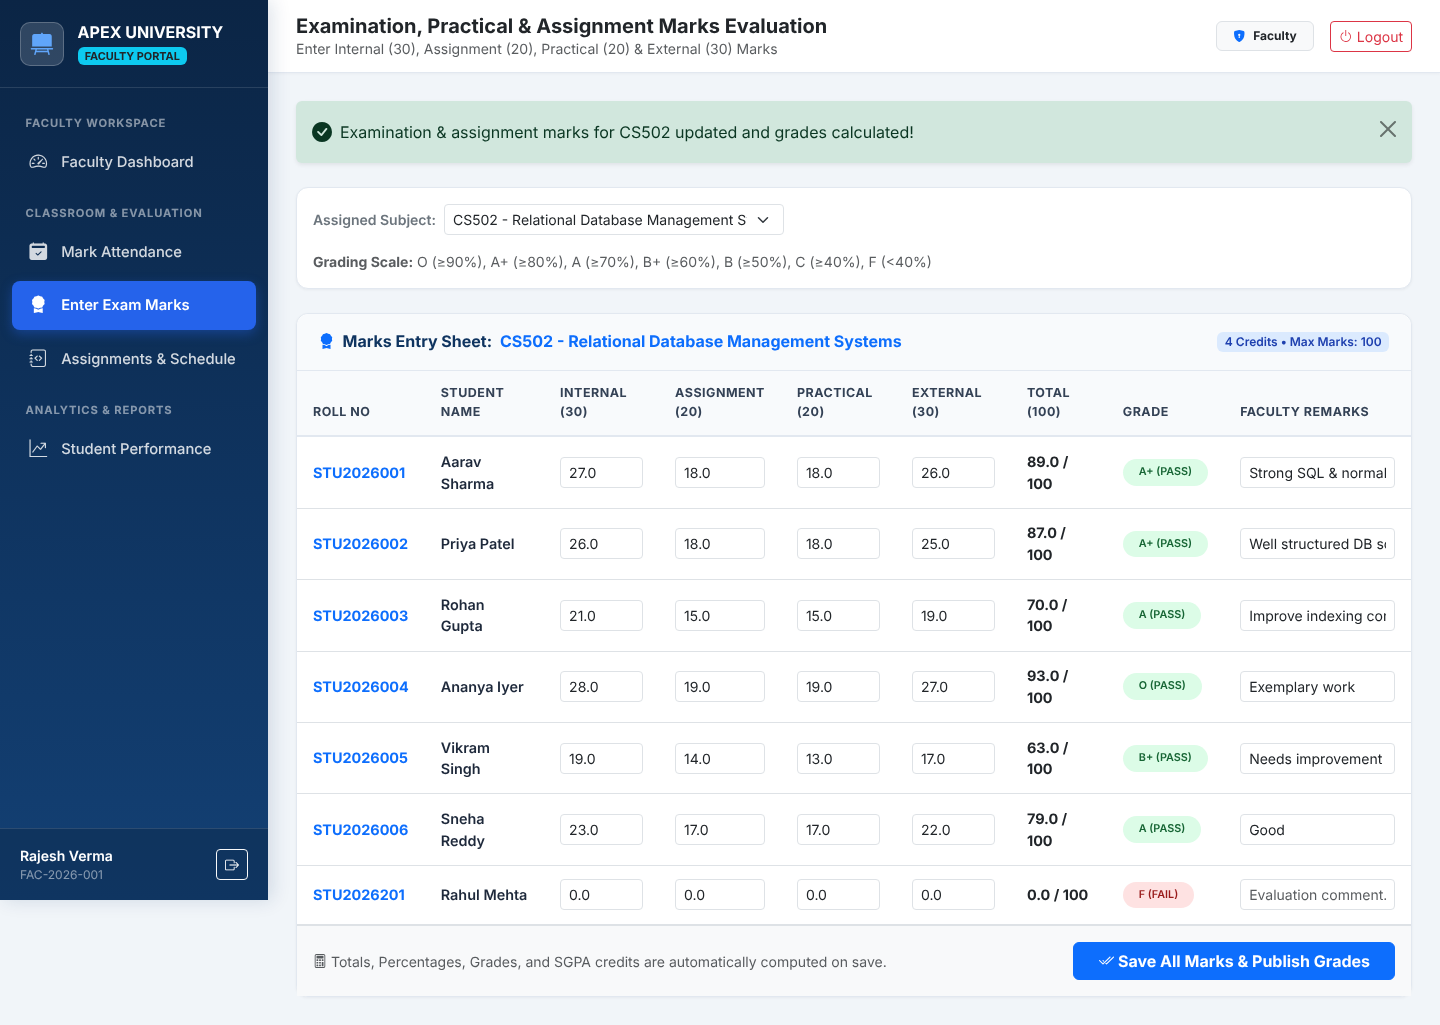 APEX UNIVERSITY
FACULTY PORTAL
FACULTY WORKSPACE
Faculty Dashboard
CLASSROOM & EVALUATION
Mark Attendance
Enter Exam Marks
Assignments & Schedule
ANALYTICS & REPORTS
Student Performance
Rajesh Verma
FAC-2026-001
Examination, Practical & Assignment Marks Evaluation
Enter Internal (30), Assignment (20), Practical (20) & External (30) Marks
Faculty
Logout
Examination & assignment marks for CS502 updated and grades calculated!
Assigned Subject: CS502 - Relational Database Management S
Grading Scale: O (≥90%), A+ (≥80%), A (≥70%), B+ (≥60%), B (≥50%), C (≥40%), F (<40%)
Marks Entry Sheet: CS502 - Relational Database Management Systems
4 Credits • Max Marks: 100
ROLL NO STUDENT NAME INTERNAL (30) ASSIGNMENT (20) PRACTICAL (20) EXTERNAL (30) TOTAL (100) GRADE FACULTY REMARKS
STU2026001 Aarav Sharma 27.0 18.0 18.0 26.0 89.0 / 100 A+ (PASS) Strong SQL & normal
STU2026002 Priya Patel 26.0 18.0 18.0 25.0 87.0 / 100 A+ (PASS) Well structured DB
STU2026003 Rohan Gupta 21.0 15.0 15.0 19.0 70.0 / 100 A (PASS) Improve indexing
STU2026004 Ananya Iyer 28.0 19.0 19.0 27.0 93.0 / 100 O (PASS) Exemplary work
STU2026005 Vikram Singh 19.0 14.0 13.0 17.0 63.0 / 100 B+ (PASS) Needs improvement
STU2026006 Sneha Reddy 23.0 17.0 17.0 22.0 79.0 / 100 A (PASS) Good
STU2026201 Rahul Mehta 0.0 0.0 0.0 0.0 0.0 / 100 F (FAIL) Evaluation comment.
Totals, Percentages, Grades, and SGPA credits are automatically computed on save.
Save All Marks & Publish Grades